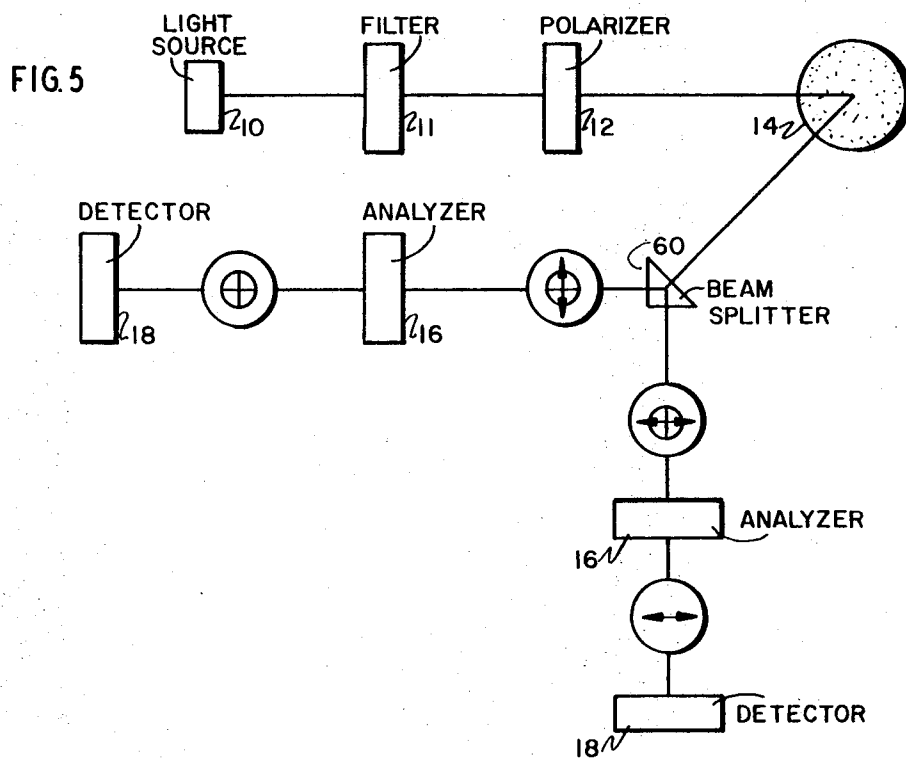 FIG. 5
LIGHT
SOURCE
FILTER
POLARIZER
10
11
12
14
DETECTOR
ANALYZER
60
BEAM
SPLITTER
18
16
ANALYZER
16
DETECTOR
18